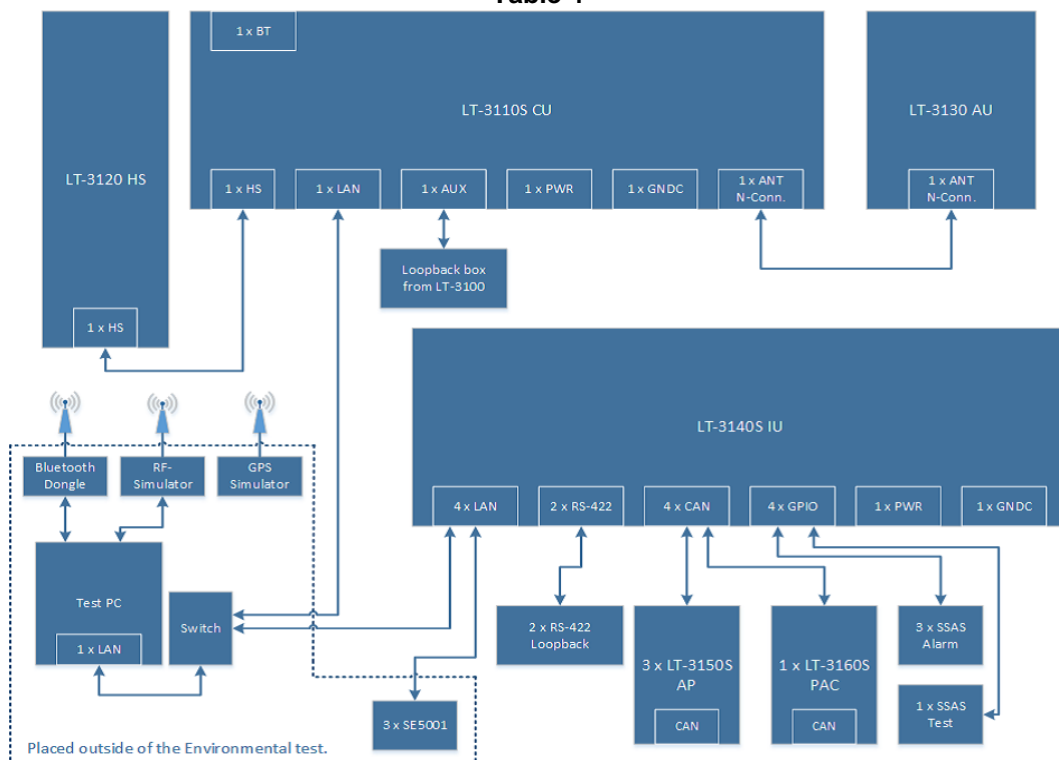 1 x BT
LT-3110S CU
LT-3130 AU
LT-3120 HS
1 x HS
1 x LAN
1 x AUX
1 x PWR
1 x GNDC
1 x ANT
N-Conn.
1 x ANT
N-Conn.
Loopback box
from LT-3100
1 x HS
LT-3140S IU
Bluetooth
Dongle
RF-
Simulator
GPS
Simulator
4 x LAN
2 x RS-422
4 x CAN
4 x GPIO
1 x PWR
1 x GNDC
Test PC
1 x LAN
Switch
2 x RS-422
Loopback
3 x LT-3150S
AP
CAN
1 x LT-3160S
PAC
CAN
3 x SSAS
Alarm
1 x SSAS
Test
3 x SE5001
Placed outside of the Environmental test.